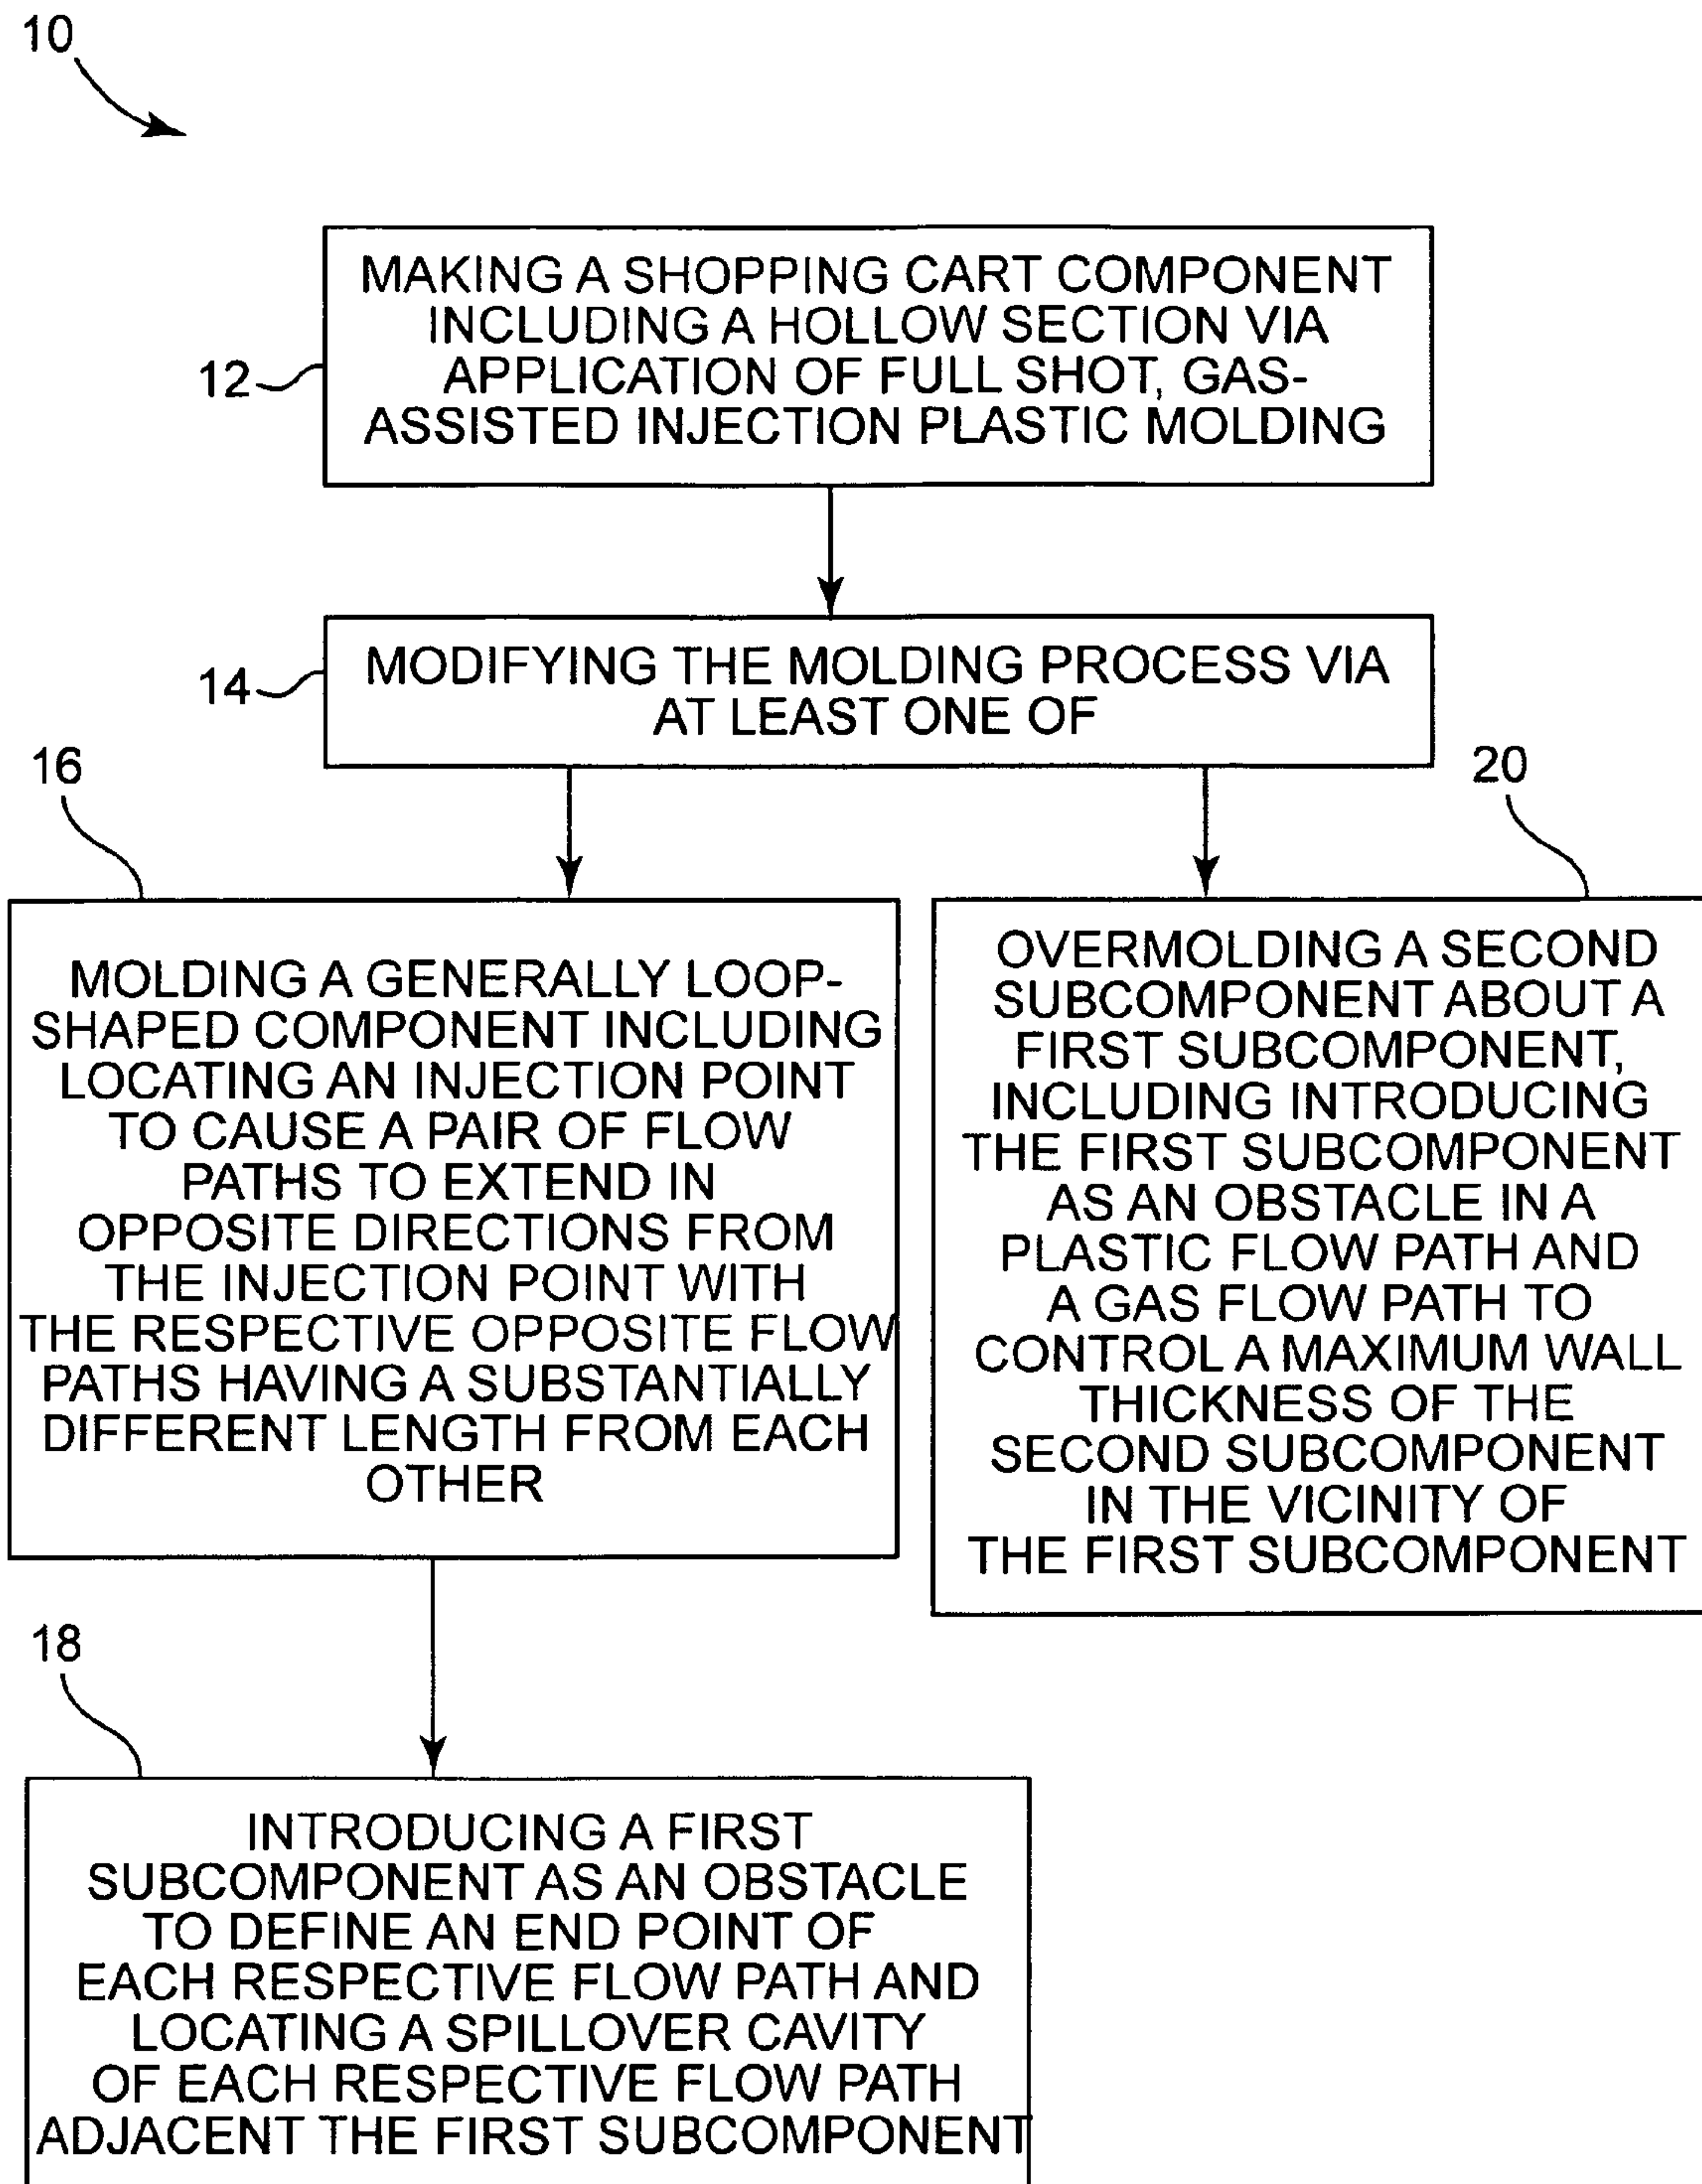 10
MAKING A SHOPPING CART COMPONENT
INCLUDING A HOLLOW SECTION VIA
APPLICATION OF FULL SHOT, GAS-
ASSISTED INJECTION PLASTIC MOLDING
12
MODIFYING THE MOLDING PROCESS VIA
AT LEAST ONE OF
14
16
MOLDING A GENERALLY LOOP-
SHAPED COMPONENT INCLUDING
LOCATING AN INJECTION POINT
TO CAUSE A PAIR OF FLOW
PATHS TO EXTEND IN
OPPOSITE DIRECTIONS FROM
THE INJECTION POINT WITH
THE RESPECTIVE OPPOSITE FLOW
PATHS HAVING A SUBSTANTIALLY
DIFFERENT LENGTH FROM EACH
OTHER
20
OVERMOLDING A SECOND
SUBCOMPONENT ABOUT A
FIRST SUBCOMPONENT,
INCLUDING INTRODUCING
THE FIRST SUBCOMPONENT
AS AN OBSTACLE IN A
PLASTIC FLOW PATH AND
A GAS FLOW PATH TO
CONTROL A MAXIMUM WALL
THICKNESS OF THE
SECOND SUBCOMPONENT
IN THE VICINITY OF
THE FIRST SUBCOMPONENT
18
INTRODUCING A FIRST
SUBCOMPONENT AS AN OBSTACLE
TO DEFINE AN END POINT OF
EACH RESPECTIVE FLOW PATH AND
LOCATING A SPILLOVER CAVITY
OF EACH RESPECTIVE FLOW PATH
ADJACENT THE FIRST SUBCOMPONENT